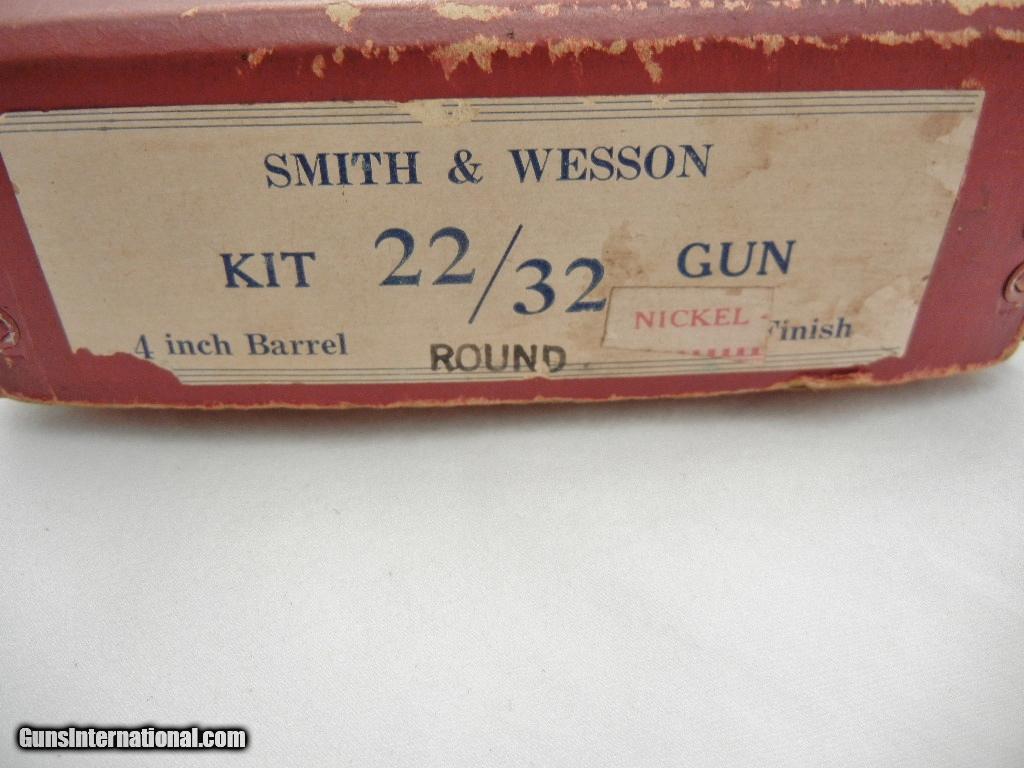 SMITH & WESSON
KIT 22/32 GUN
4 inch Barrel ROUND NICKEL Finish
GunsInternational.com